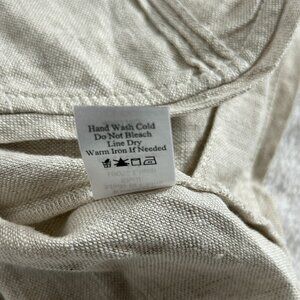 Hand Wash Cold
Do Not Bleach
Line Dry
Warm Iron If Needed